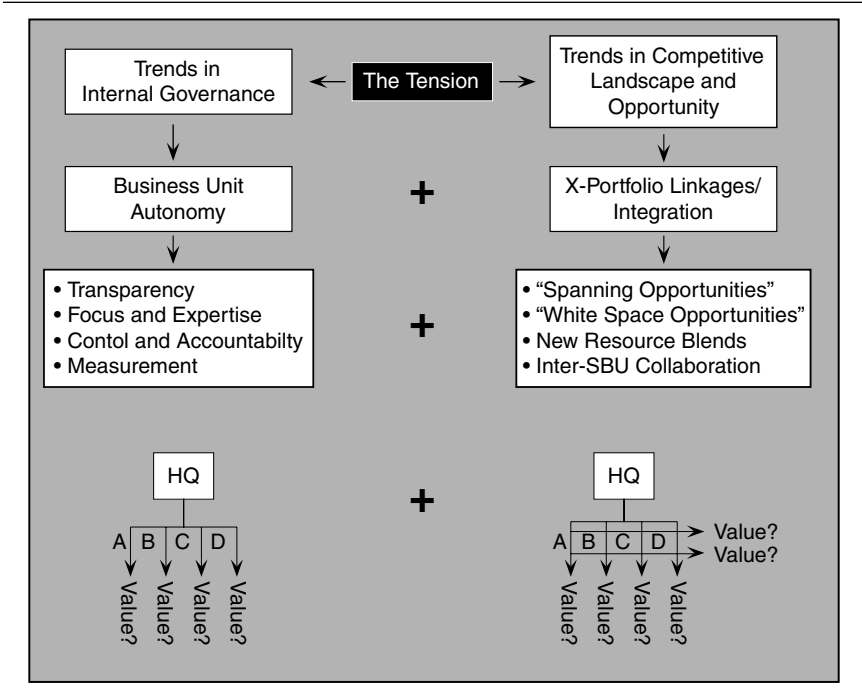 Trends in
Internal Governance
The Tension
Trends in Competitive
Landscape and
Opportunity
Business Unit
Autonomy
+
X-Portfolio Linkages/
Integration
• Transparency
• Focus and Expertise
• Contol and Accountabilty
• Measurement
+
• “Spanning Opportunities”
• “White Space Opportunities”
• New Resource Blends
• Inter-SBU Collaboration
HQ
A B C D
Value? Value? Value? Value?
+
HQ
A B C D
Value?
Value?
Value? Value? Value? Value?